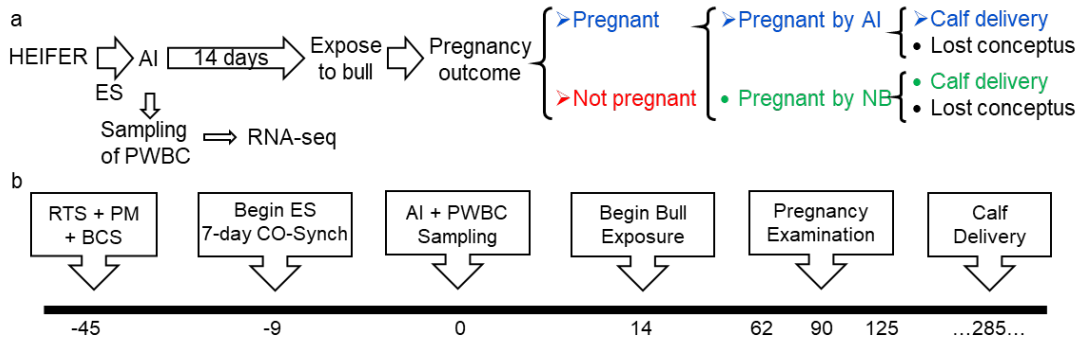 a
HEIFER
ES
AI
14 days
Expose
to bull
Pregnancy
outcome
➢Pregnant
➢Not pregnant
➢Pregnant by AI
• Pregnant by NB
➢Calf delivery
• Lost conceptus
• Calf delivery
• Lost conceptus
Sampling
of PWBC
RNA-seq
b
RTS + PM
+ BCS
Begin ES
7-day CO-Synch
AI + PWBC
Sampling
Begin Bull
Exposure
Pregnancy
Examination
Calf
Delivery
-45 -9 0 14 62 90 125 …285…